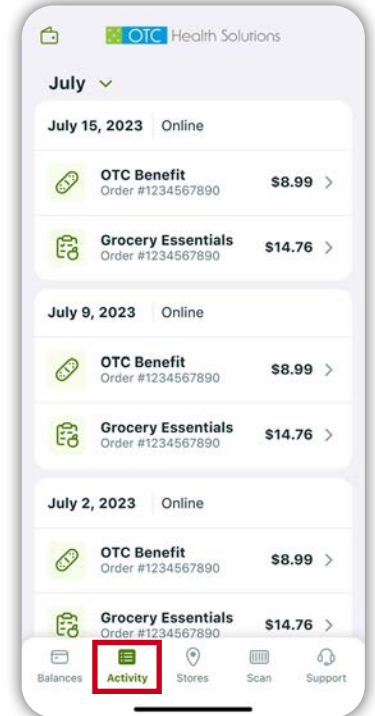 OTC Health Solutions
July
July 15, 2023 Online
OTC Benefit
Order #1234567890
$8.99
Grocery Essentials
Order #1234567890
$14.76
July 9, 2023 Online
OTC Benefit
Order #1234567890
$8.99
Grocery Essentials
Order #1234567890
$14.76
July 2, 2023 Online
OTC Benefit
Order #1234567890
$8.99
Grocery Essentials
Order #1234567890
$14.76
Balances Activity Stores Scan Support